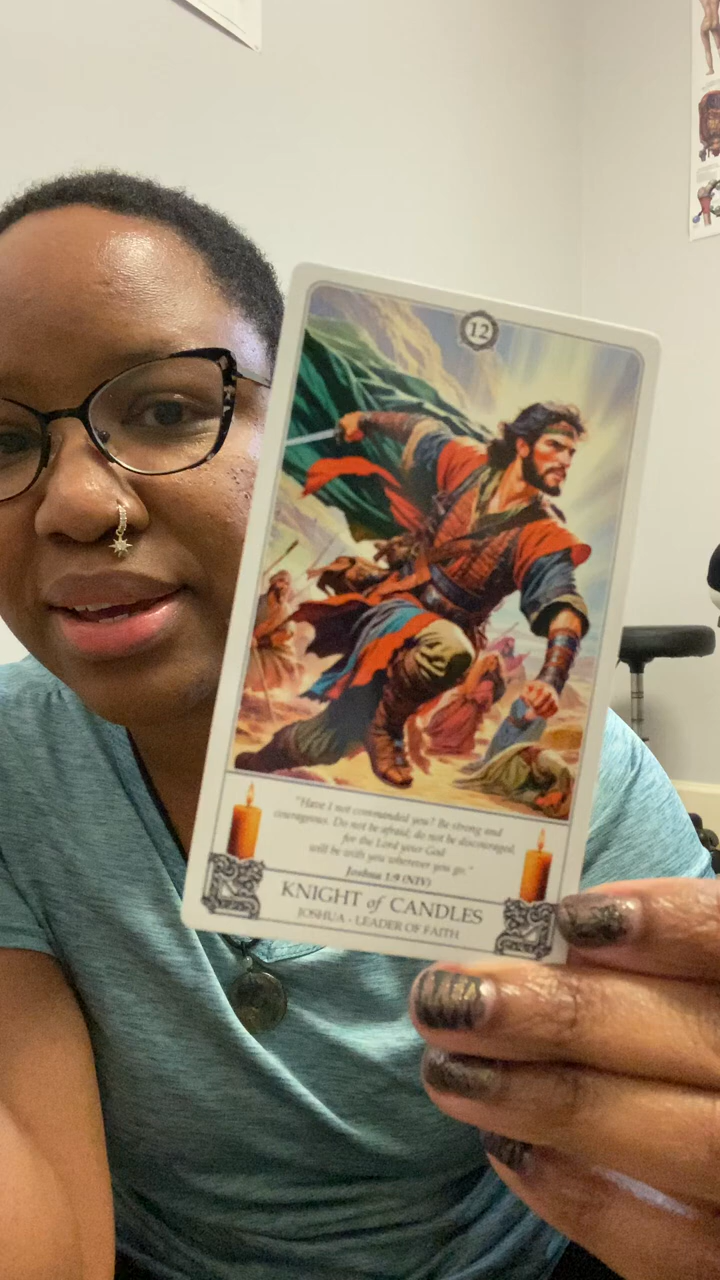 12
"Have I not commanded you? Be strong and
courageous. Do not be afraid; do not be discouraged,
for the Lord your God
will be with you wherever you go."
Joshua 1:9 (NIV)
KNIGHT of CANDLES
JOSHUA - LEADER OF FAITH